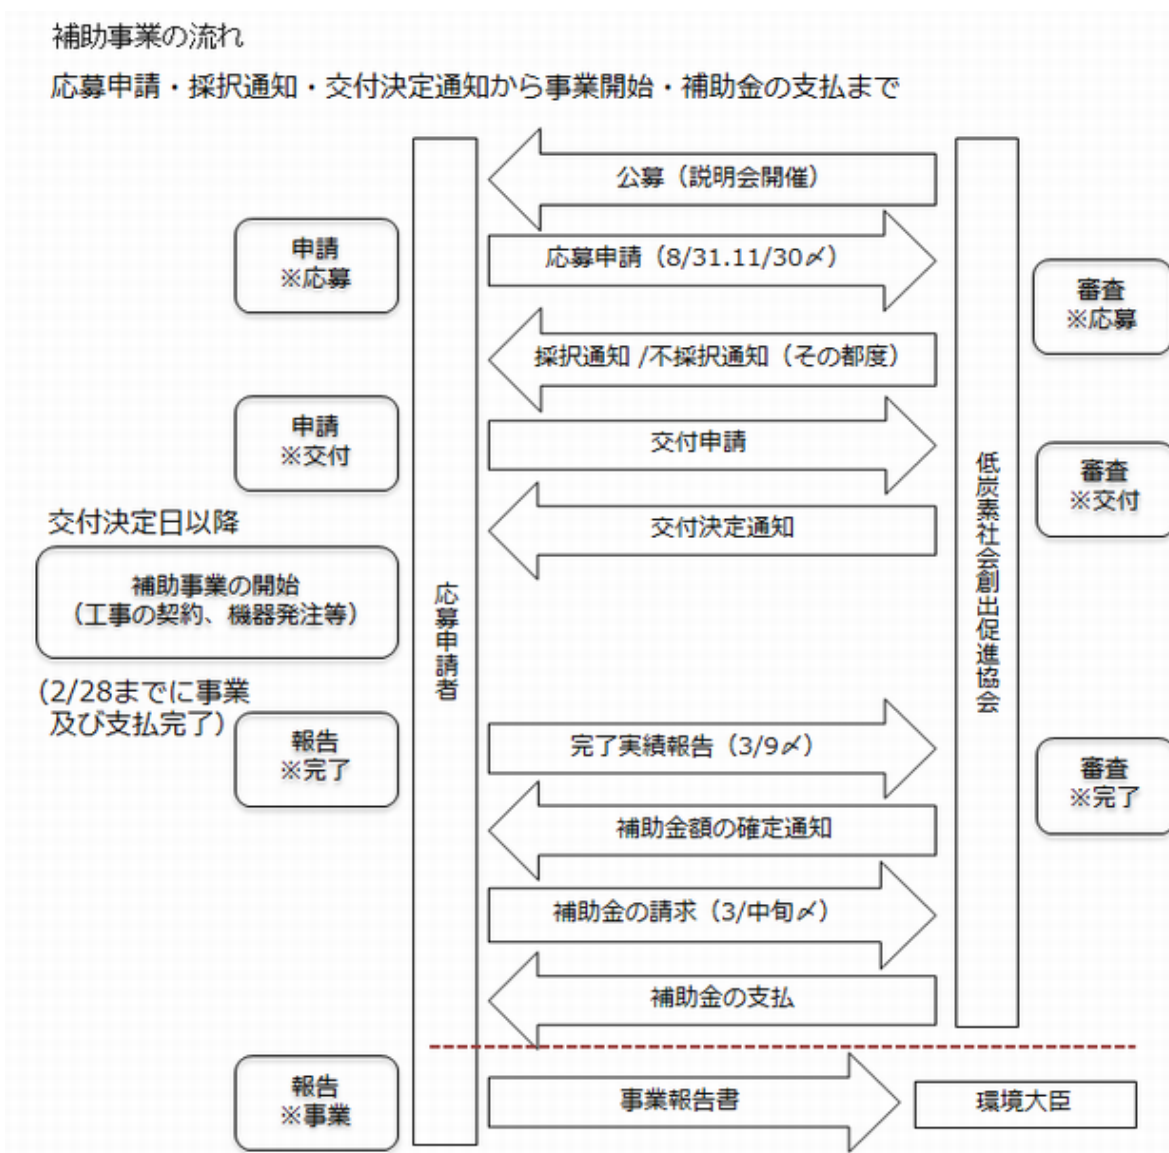 補助事業の流れ
応募申請・採択通知・交付決定通知から事業開始・補助金の支払まで
公募（説明会開催）
申請
※応募
応募申請（8/31.11/30〆）
審査
※応募
採択通知 /不採択通知（その都度）
申請
※交付
交付申請
審査
※交付
交付決定通知
交付決定日以降
補助事業の開始
（工事の契約、機器発注等）
応募申請者
低炭素社会創出促進協会
(2/28までに事業
及び支払完了)
報告
※完了
完了実績報告（3/9〆）
審査
※完了
補助金額の確定通知
補助金の請求（3/中旬〆）
補助金の支払
報告
※事業
事業報告書
環境大臣